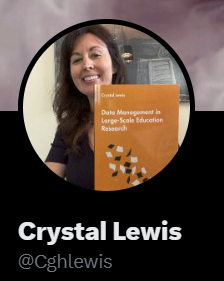 Crystal Lewis
Data Management in
Large-Scale Education
Research
Crystal Lewis
@Cghlewis